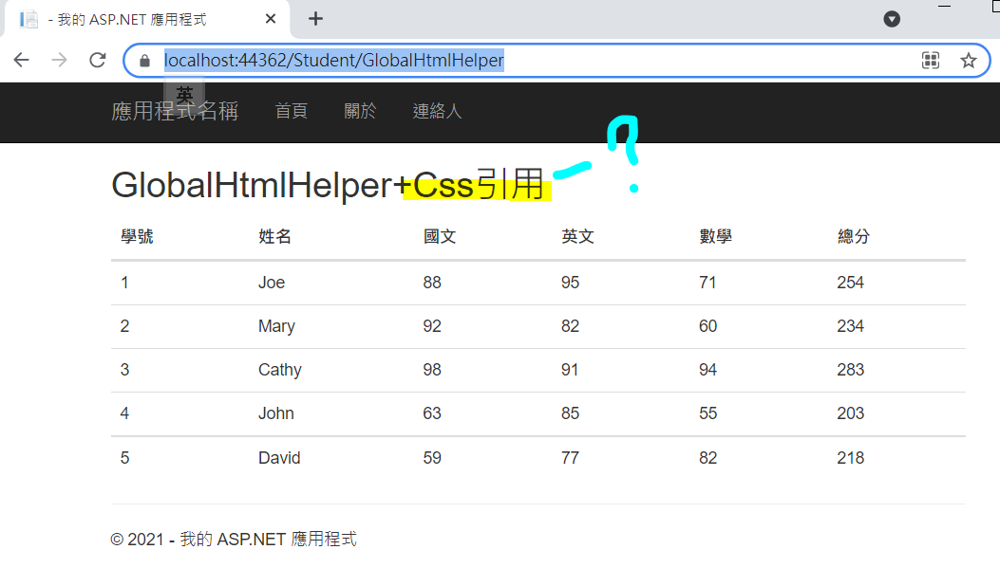 - 我的 ASP.NET 應用程式
localhost:44362/Student/GlobalHtmlHelper
英
應用程式名稱 首頁 關於 連絡人
GlobalHtmlHelper+Css引用 ?
學號 姓名 國文 英文 數學 總分
1 Joe 88 95 71 254
2 Mary 92 82 60 234
3 Cathy 98 91 94 283
4 John 63 85 55 203
5 David 59 77 82 218
© 2021 - 我的 ASP.NET 應用程式